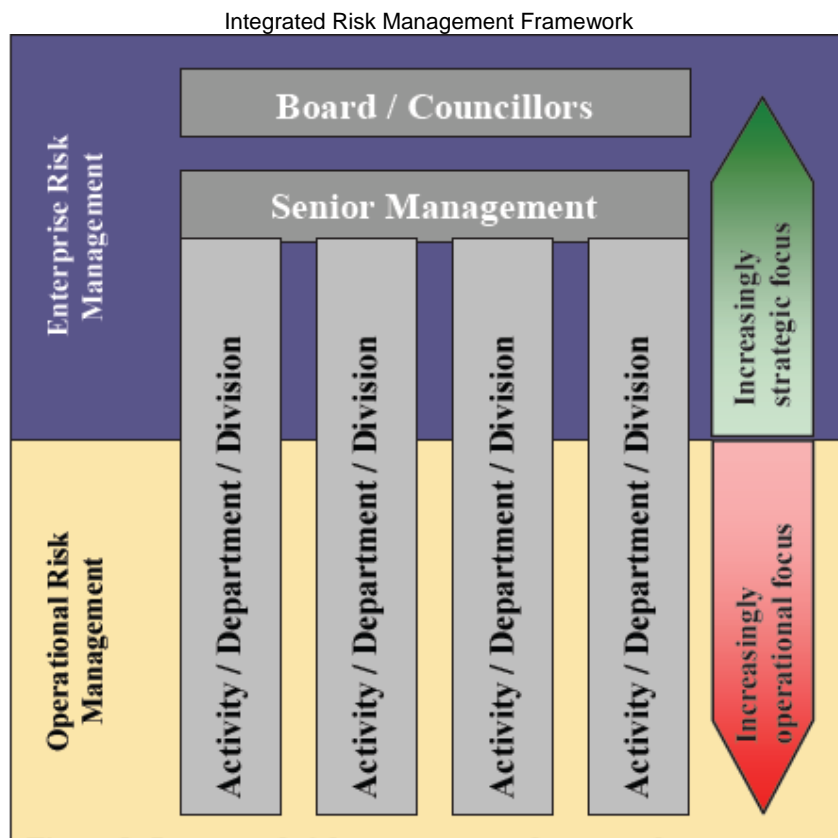 Integrated Risk Management Framework
Board / Councillors
Senior Management
Enterprise Risk
Management
Operational Risk
Management
Activity / Department / Division
Activity / Department / Division
Activity / Department / Division
Activity / Department / Division
Increasingly
strategic focus
Increasingly
operational focus